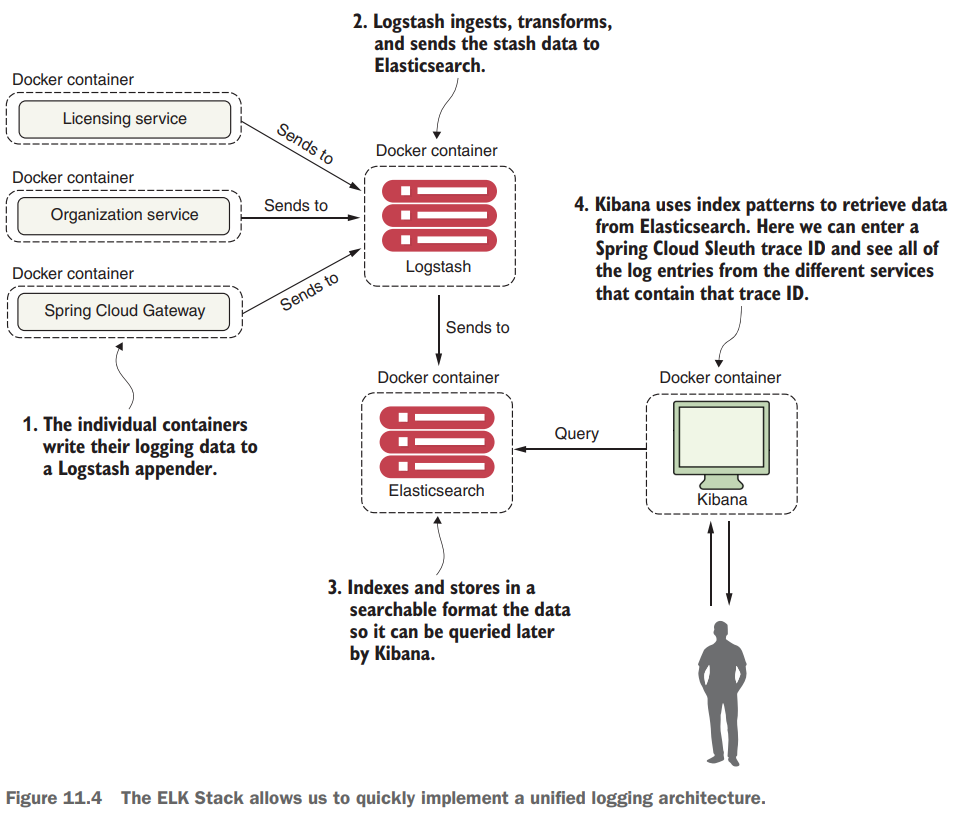 2. Logstash ingests, transforms,
and sends the stash data to
Elasticsearch.
Docker container
Licensing service
Sends to
Docker container
Docker container
Organization service
Sends to
Logstash
4. Kibana uses index patterns to retrieve data
from Elasticsearch. Here we can enter a
Spring Cloud Sleuth trace ID and see all of
the log entries from the different services
that contain that trace ID.
Docker container
Spring Cloud Gateway
Sends to
Sends to
1. The individual containers
write their logging data to
a Logstash appender.
Docker container
Elasticsearch
Query
Docker container
Kibana
3. Indexes and stores in a
searchable format the data
so it can be queried later
by Kibana.
Figure 11.4 The ELK Stack allows us to quickly implement a unified logging architecture.